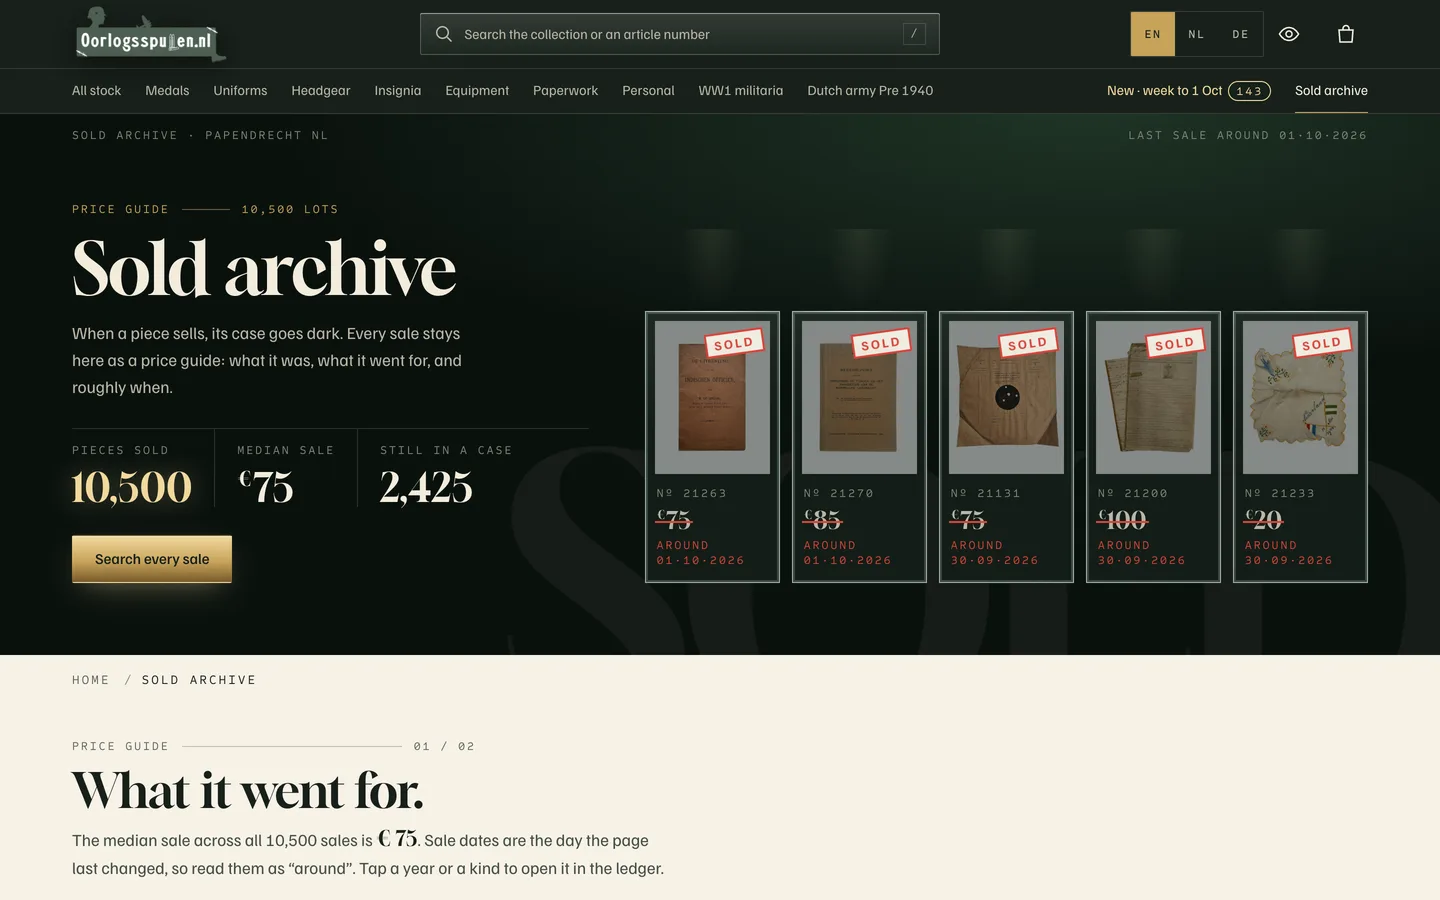 Oorlogsspullen.nl
Search the collection or an article number
/
EN NL DE
All stock Medals Uniforms Headgear Insignia Equipment Paperwork Personal WW1 militaria Dutch army Pre 1940
New · week to 1 Oct 143 Sold archive
SOLD ARCHIVE · PAPENDRECHT NL
LAST SALE AROUND 01·10·2026
PRICE GUIDE 10,500 LOTS
Sold archive
When a piece sells, its case goes dark. Every sale stays
here as a price guide: what it was, what it went for, and
roughly when.
PIECES SOLD
10,500
MEDIAN SALE
€75
STILL IN A CASE
2,425
Search every sale
SOLD
Nº 21263
€75
AROUND
01·10·2026
SOLD
Nº 21270
€85
AROUND
01·10·2026
SOLD
Nº 21131
€75
AROUND
30·09·2026
SOLD
Nº 21200
€100
AROUND
30·09·2026
SOLD
Nº 21233
€20
AROUND
30·09·2026
SOLD
HOME / SOLD ARCHIVE
PRICE GUIDE 01 / 02
What it went for.
The median sale across all 10,500 sales is € 75. Sale dates are the day the page
last changed, so read them as “around”. Tap a year or a kind to open it in the ledger.